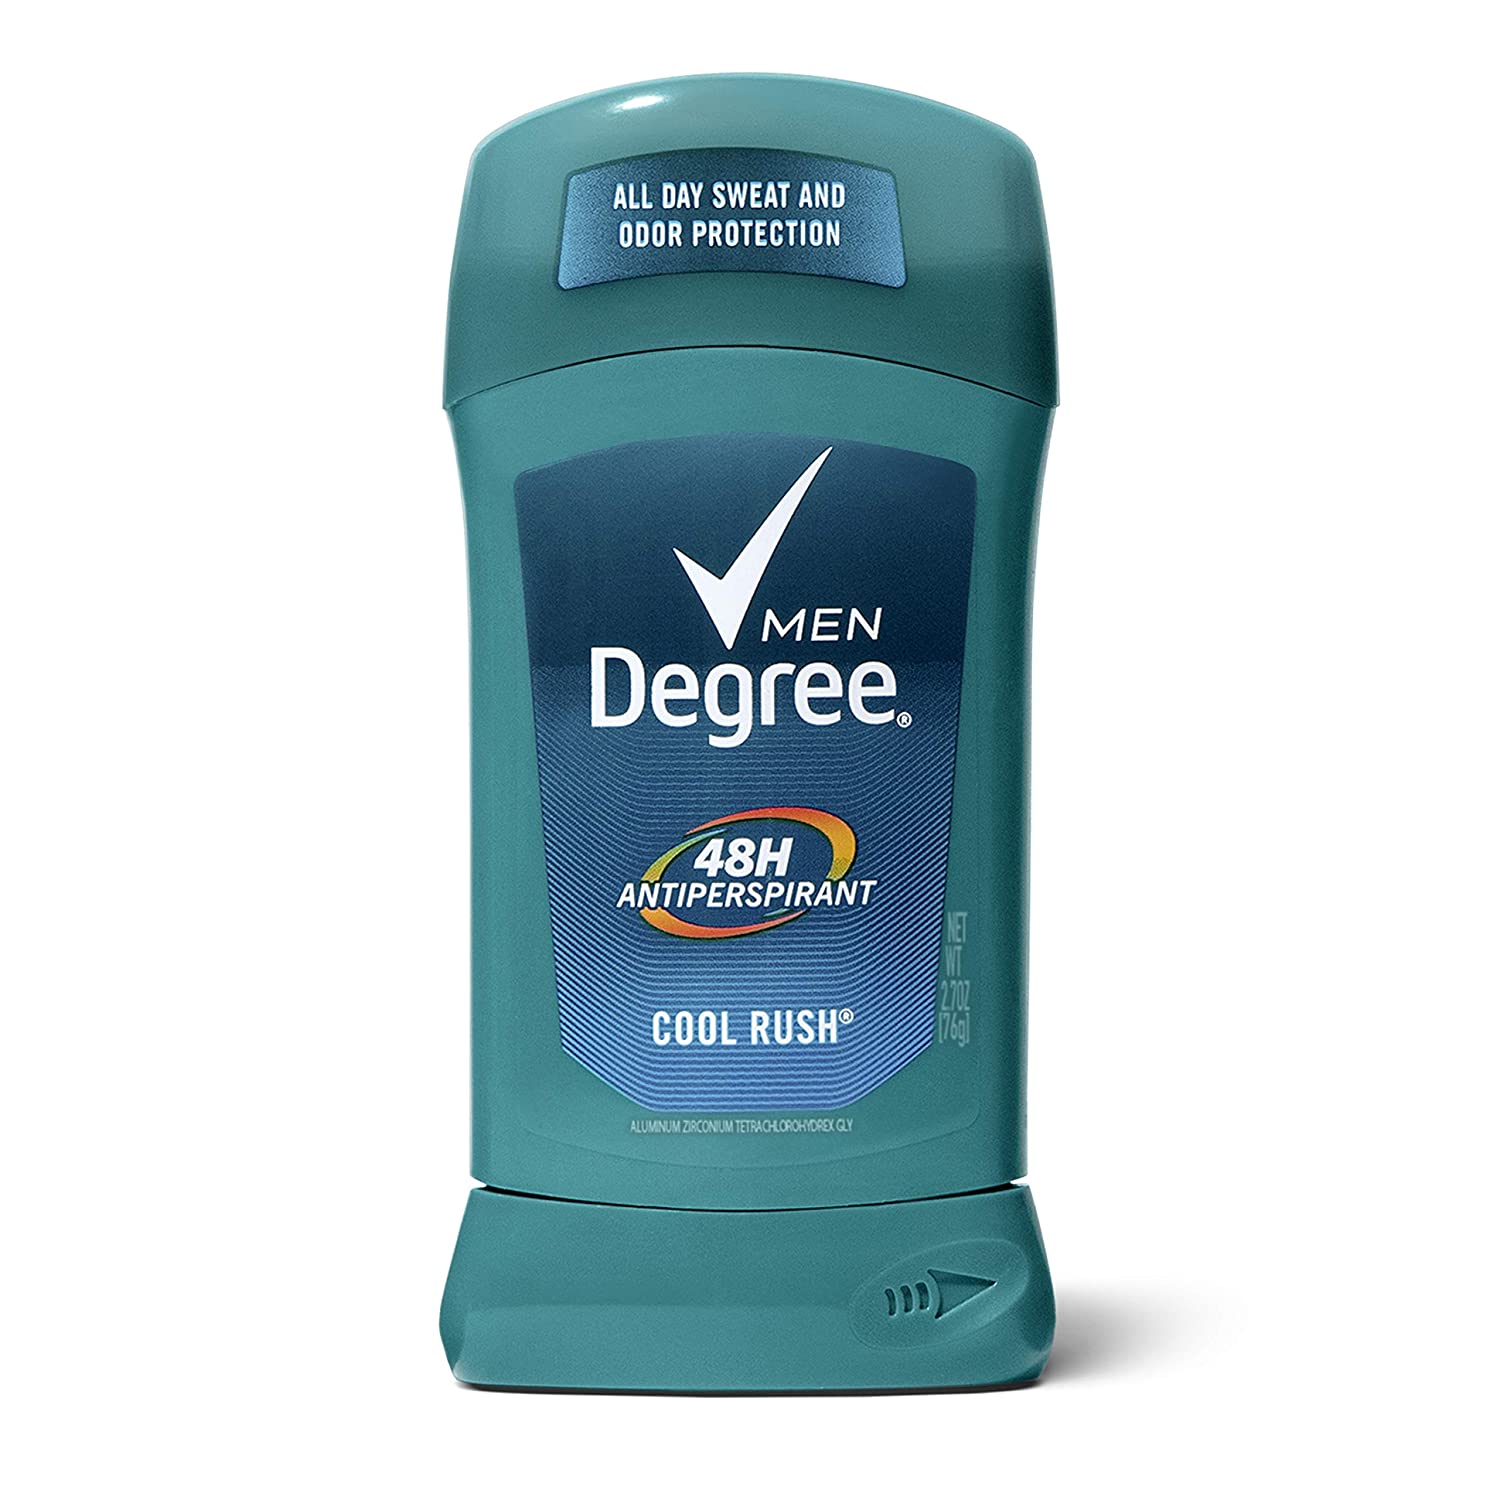 ALL DAY SWEAT AND
ODOR PROTECTION
MEN
Degree®
48H
ANTIPERSPIRANT
COOL RUSH®
NET
WT
2.7OZ
[76g]
ALUMINUM ZIRCONIUM TETRACHLOROHYDREX GLY